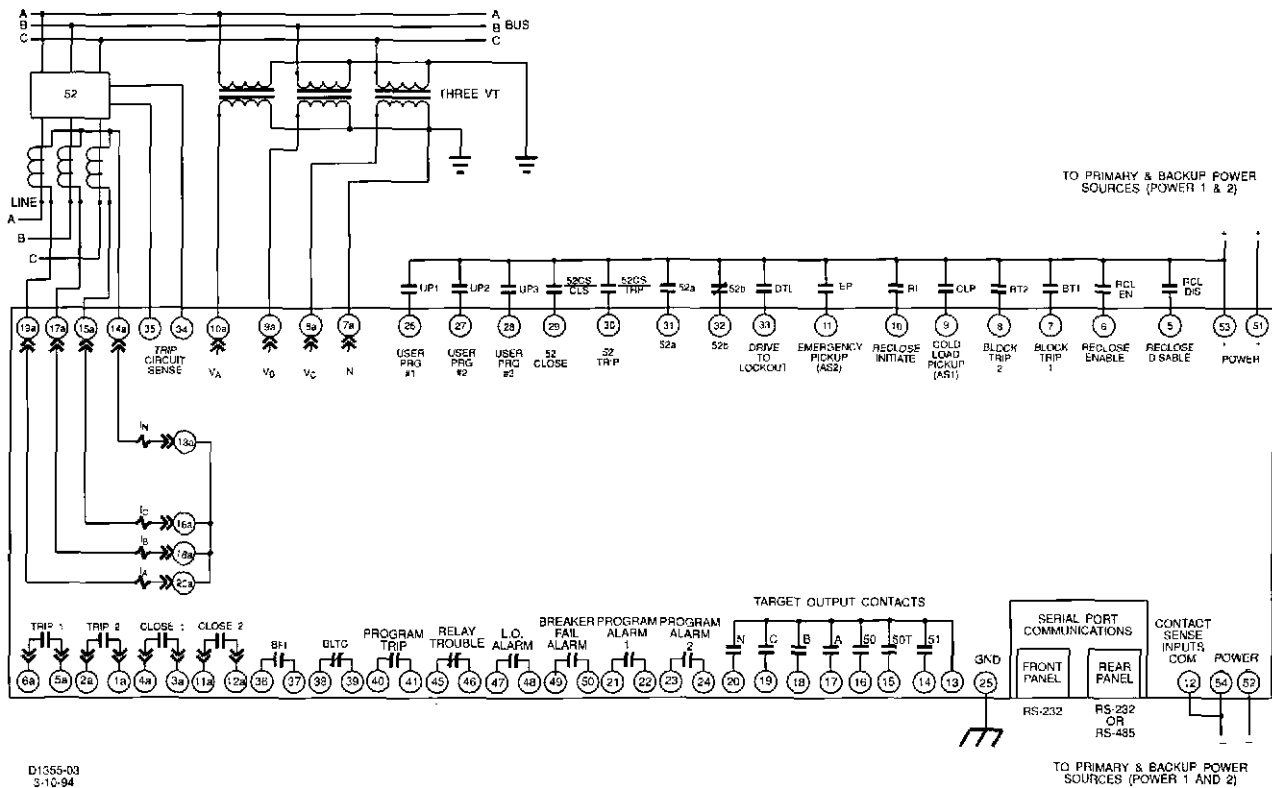 A A
B B BUS
C C
52
THREE VT
LINE
A
B
C
TO PRIMARY & BACKUP POWER
SOURCES (POWER 1 & 2)
+ +
UP1 UP2 UP3 52CS/CLS 52CS/TRP 52a 52b DTL EP RI CLP BT1 RCL EN RCL DIS
19a 17a 15a 14a 35 34 10a 9a 8a 7a 26 27 28 29 30 31 32 33 11 10 9 8 7 6 5 53 51
TRIP
CIRCUIT
SENSE
VA VC N
USER
PRG
#1
USER
PRG
#2
USER
PRG
#3
52
CLOSE
52
TRIP
52a
52b
DRIVE
TO
LOCKOUT
EMERGENCY
PICKUP
(AS2)
RECLOSE
INITIATE
COLD
LOAD
PICKUP
(AS1)
BLOCK
TRIP
2
BLOCK
TRIP
1
RECLOSE
ENABLE
RECLOSE
DISABLE
+ +
POWER
IN 13a
IC 16a
IB 18a
IA 20a
TARGET OUTPUT CONTACTS
TRIP 1 TRIP 2 CLOSE 1 CLOSE 2
BFI
BLTC
PROGRAM
TRIP
RELAY
TROUBLE
L.O.
ALARM
BREAKER
FAIL
ALARM
PROGRAM
ALARM
1
PROGRAM
ALARM
2
N C B A 50 50T 51
GND
SERIAL PORT
COMMUNICATIONS
FRONT
PANEL
REAR
PANEL
CONTACT
SENSE
INPUTS
COM
POWER
6a 5a 2a 1a 4a 3a 11a 12a 36 37 38 39 40 41 45 46 47 48 49 50 21 22 23 24 20 19 18 17 16 15 14 13 25 12 54 52
RS-232
RS-232
OR
RS-485
– –
TO PRIMARY & BACKUP POWER
SOURCES (POWER 1 AND 2)
D1355-03
3-10-94